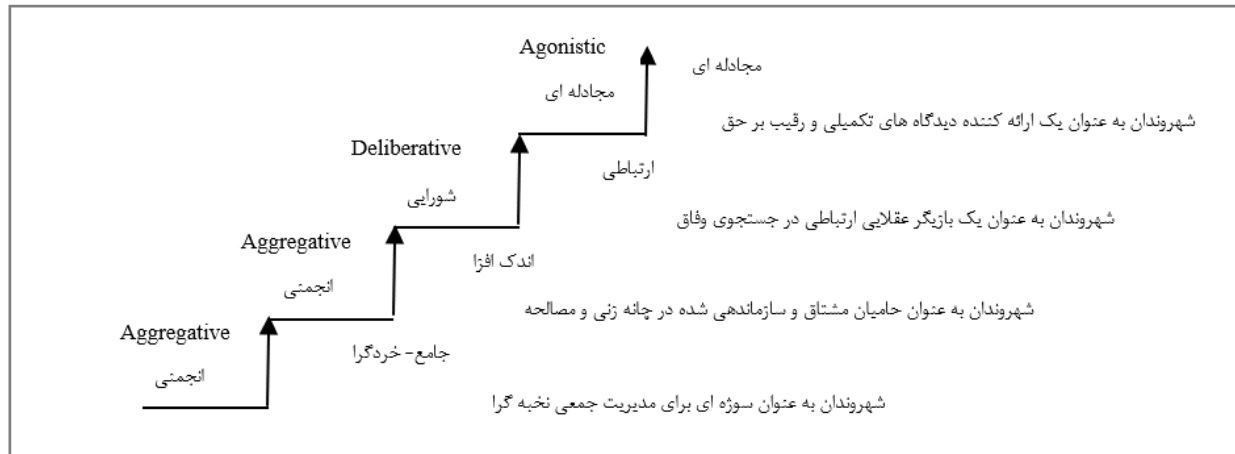 Agonistic
مجادله ای
مجادله ای
شهروندان به عنوان یک ارائه کننده دیدگاه های تکمیلی و رقیب بر حق
Deliberative
ارتباطی
شورایی
شهروندان به عنوان یک بازیگر عقلایی ارتباطی در جستجوی وفاق
Aggregative
اندک افزا
انجمنی
شهروندان به عنوان حامیان مشتاق و سازماندهی شده در چانه زنی و مصالحه
Aggregative
جامع- خردگرا
انجمنی
شهروندان به عنوان سوژه ای برای مدیریت جمعی نخبه گرا